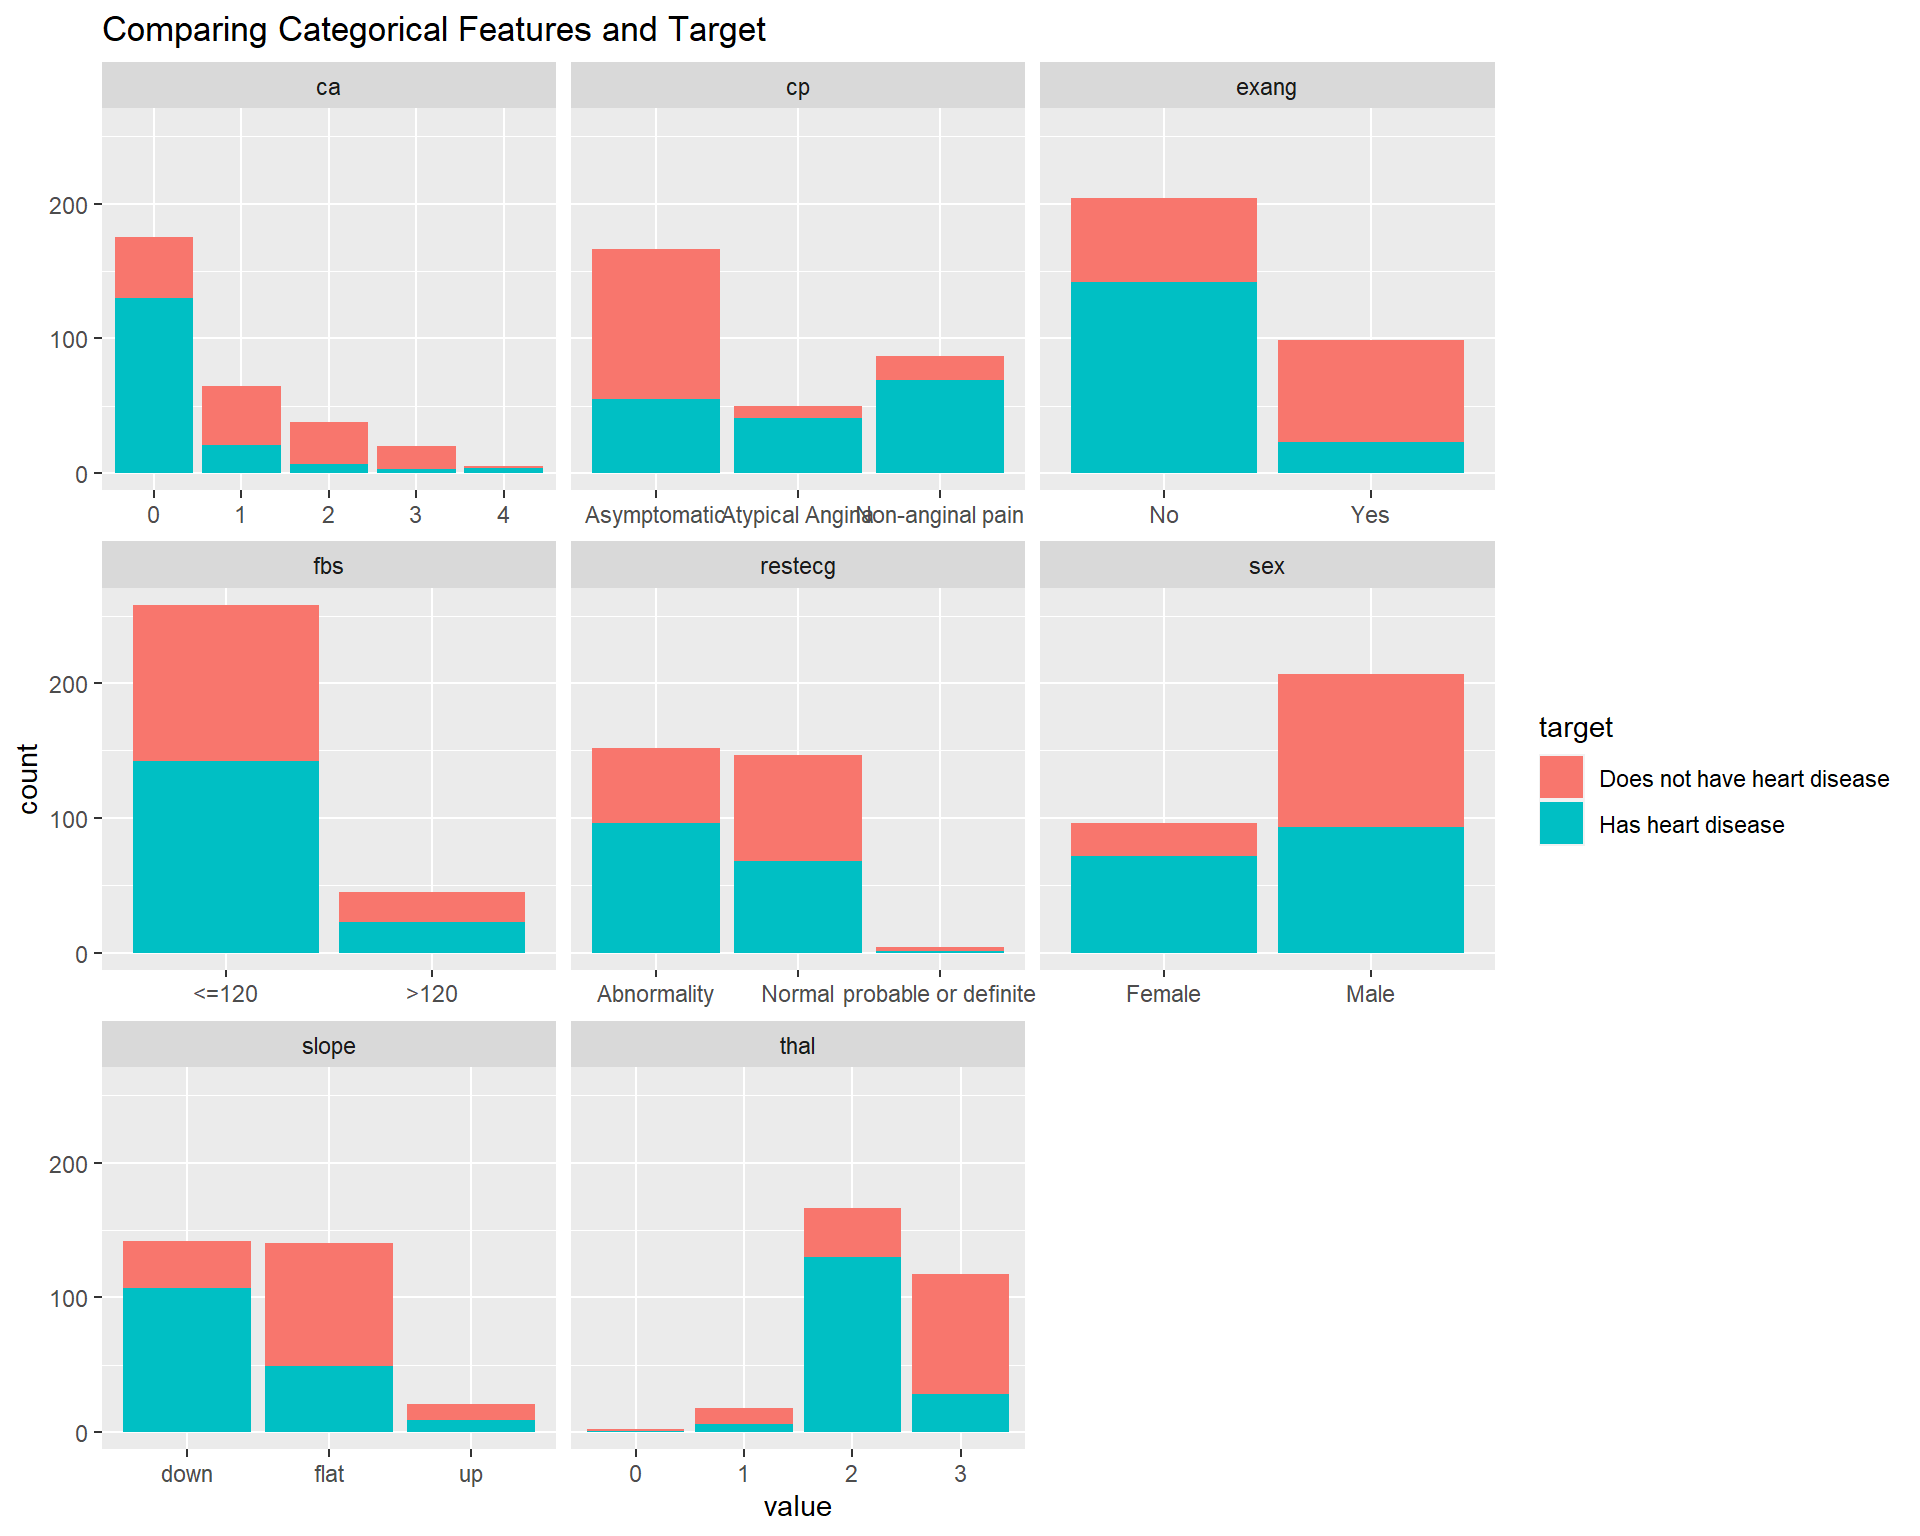 Comparing Categorical Features and Target
ca
cp
exang
200
100
0
0 1 2 3 4
Asymptomatic Atypical Angina Non-anginal pain
No Yes
fbs
restecg
sex
200
100
0
<=120 >120
Abnormality Normal probable or definite
Female Male
slope
thal
200
100
0
down flat up
0 1 2 3
count
value
target
Does not have heart disease
Has heart disease